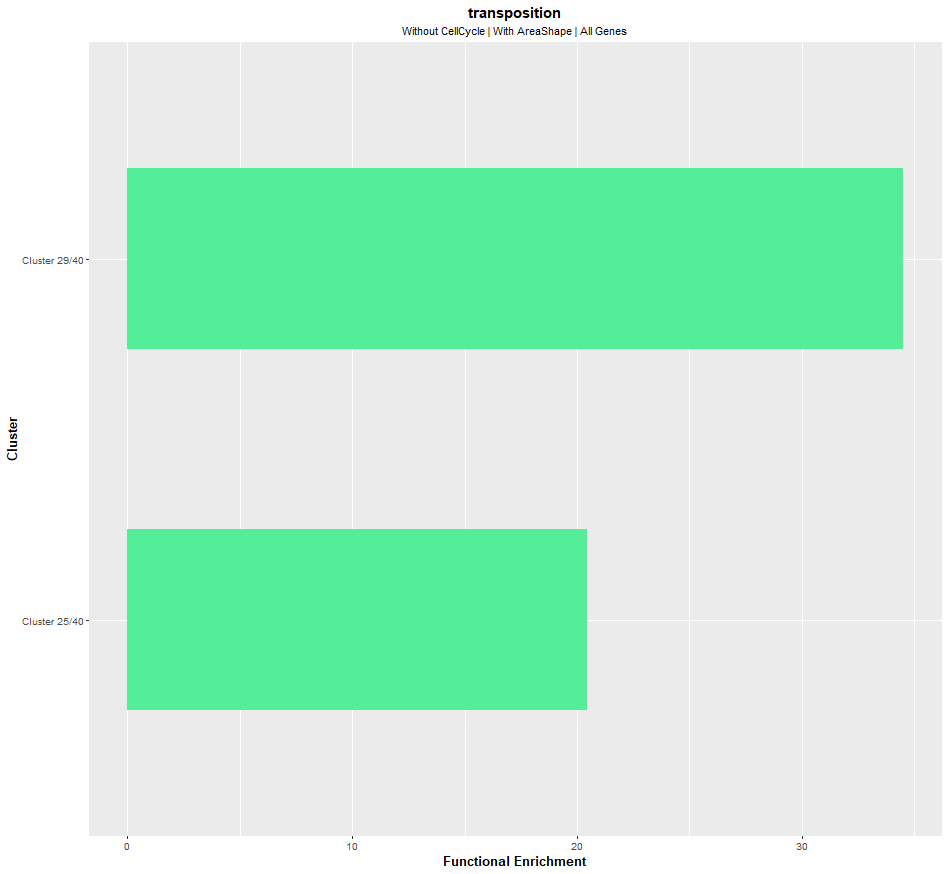 transposition
Without CellCycle | With AreaShape | All Genes
Cluster
Cluster 29/40
Cluster 25/40
0 10 20 30
Functional Enrichment